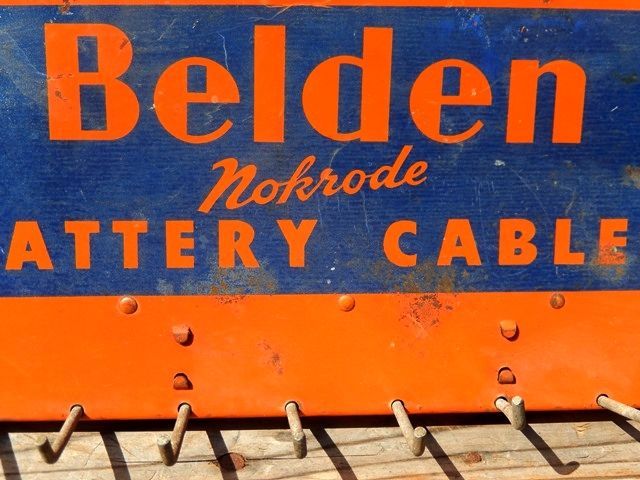 Belden
Nokrode
ATTERY CABLE